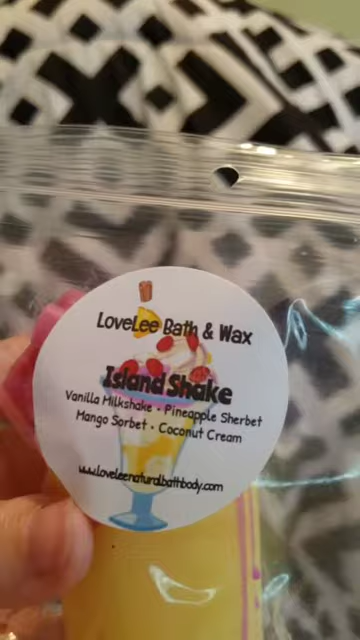 LoveLee Bath & Wax
Island Shake
Vanilla Milkshake • Pineapple Sherbet
Mango Sorbet • Coconut Cream
www.loveleenaturalbathbody.com